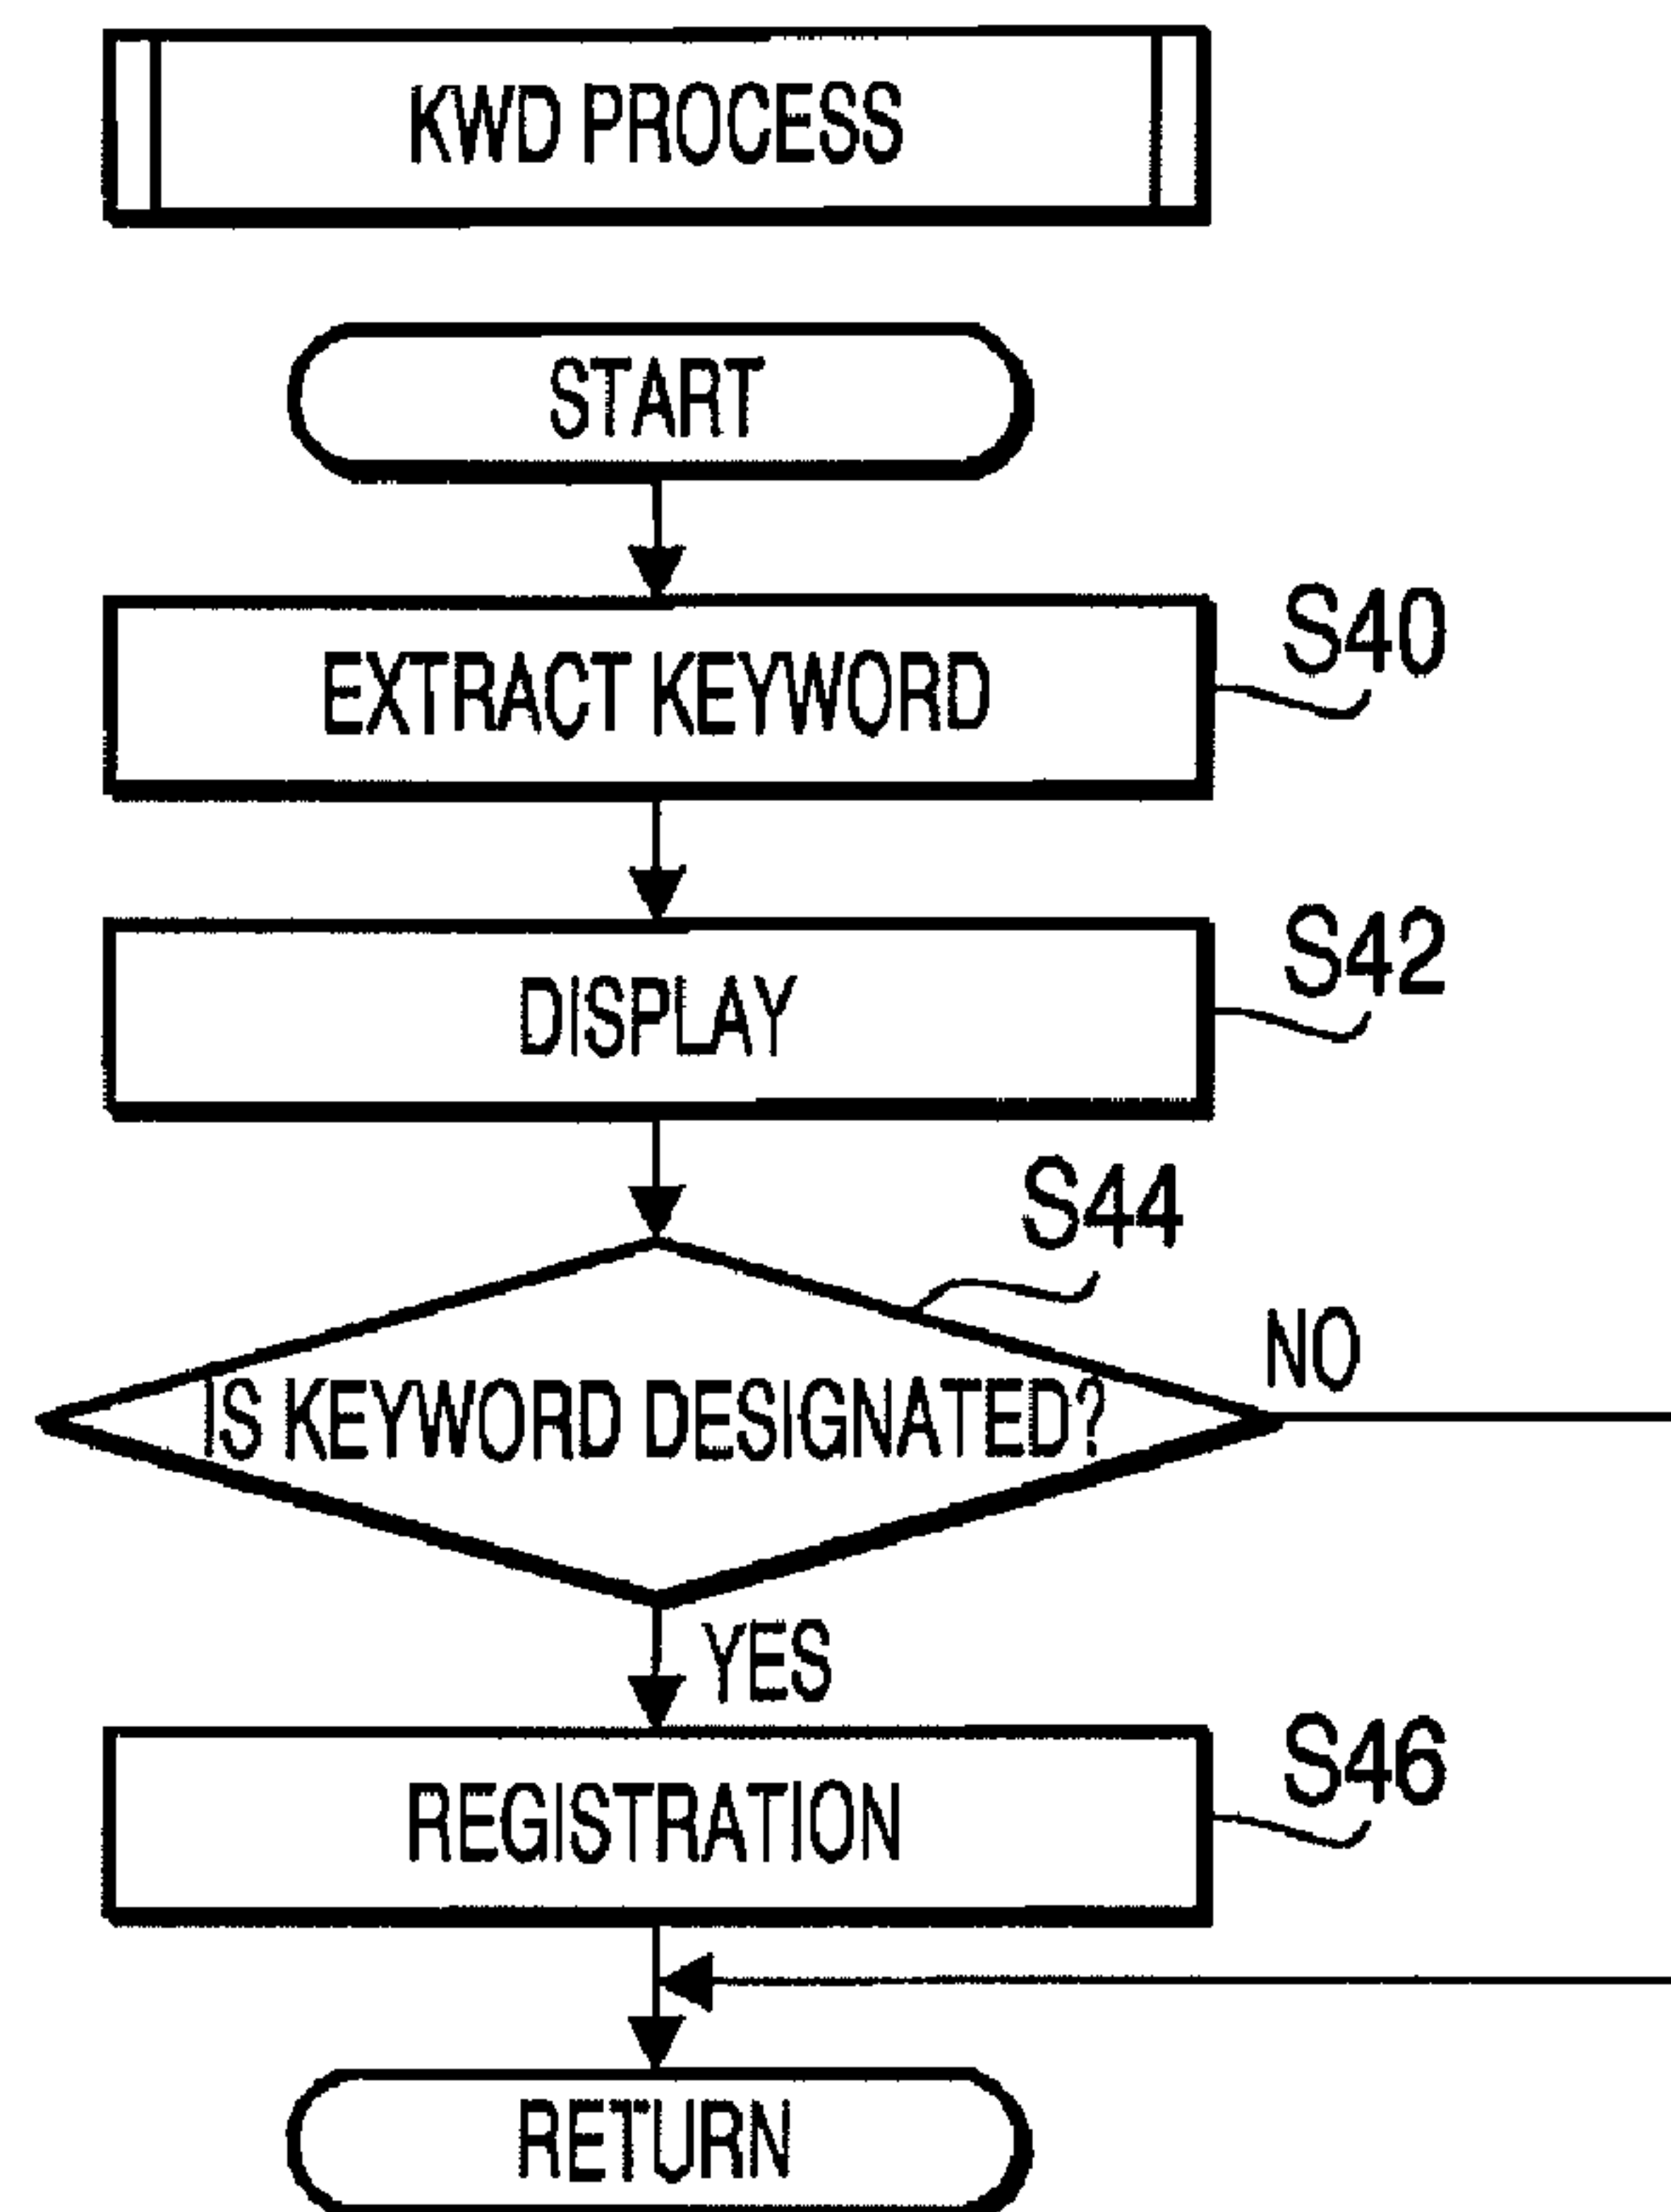 KWD PROCESS
START
EXTRACT KEYWORD
S40
DISPLAY
S42
S44
IS KEYWORD DESIGNATED?
NO
YES
REGISTRATION
S46
RETURN